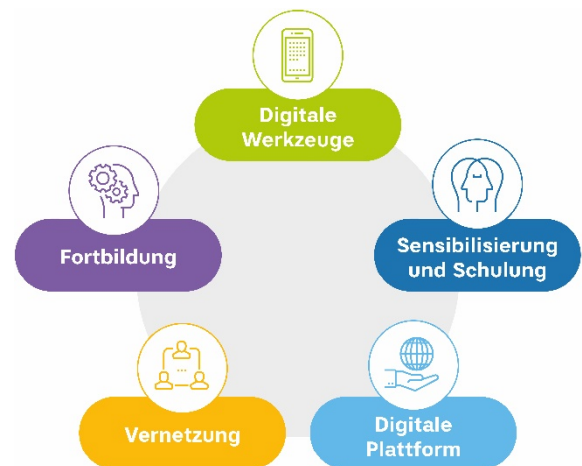 Digitale
Werkzeuge
Fortbildung
Sensibilisierung
und Schulung
Vernetzung
Digitale
Plattform